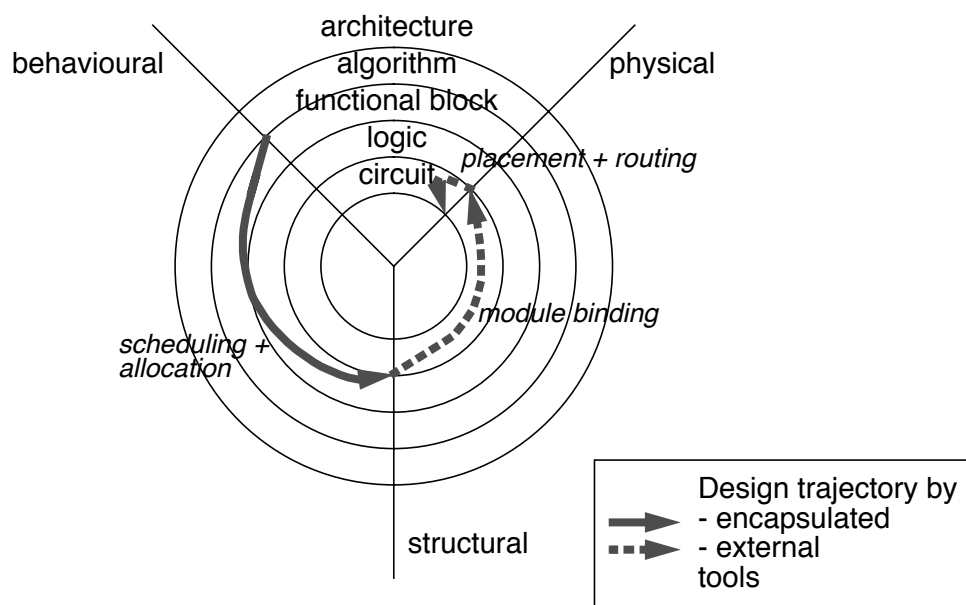 architecture
behavioural
algorithm
physical
functional block
logic
placement + routing
circuit
module binding
scheduling +
allocation
structural
Design trajectory by
- encapsulated
- external
tools